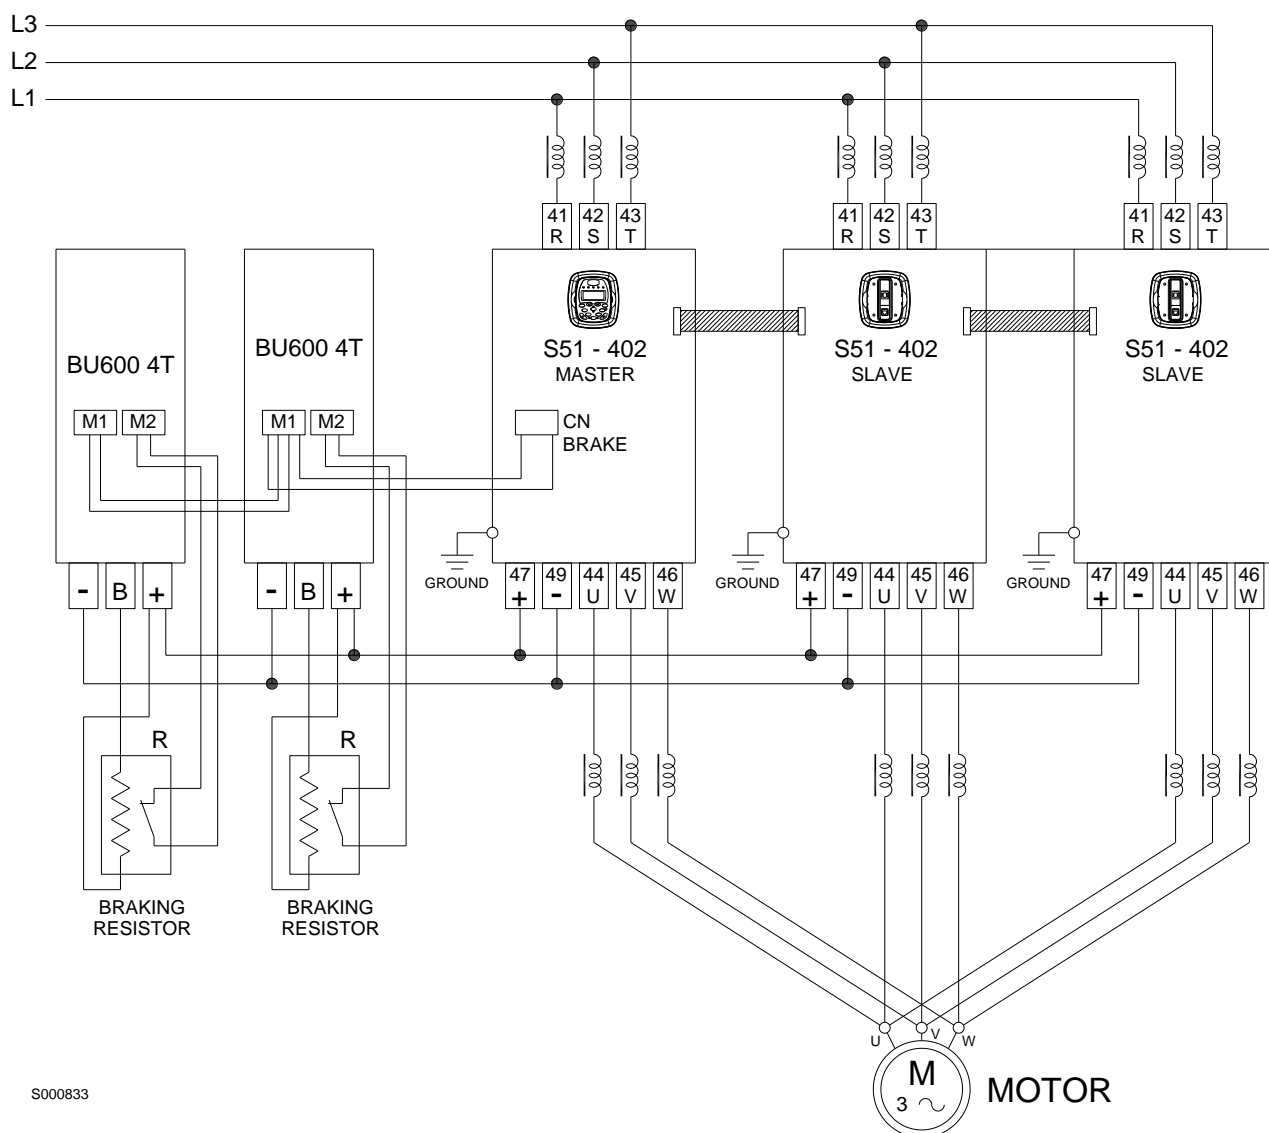 L3
L2
L1
41 42 43 41 42 43 41 42 43
R S T R S T R S T
BU600 4T BU600 4T S51 - 402 S51 - 402 S51 - 402
MASTER SLAVE SLAVE
M1 M2 M1 M2 CN
BRAKE
GROUND GROUND GROUND
47 49 44 45 46 47 49 44 45 46 47 49 44 45 46
- B + - B + + - U V W + - U V W + - U V W
R R
BRAKING BRAKING
RESISTOR RESISTOR
U V W
M
3 ~
MOTOR
S000833